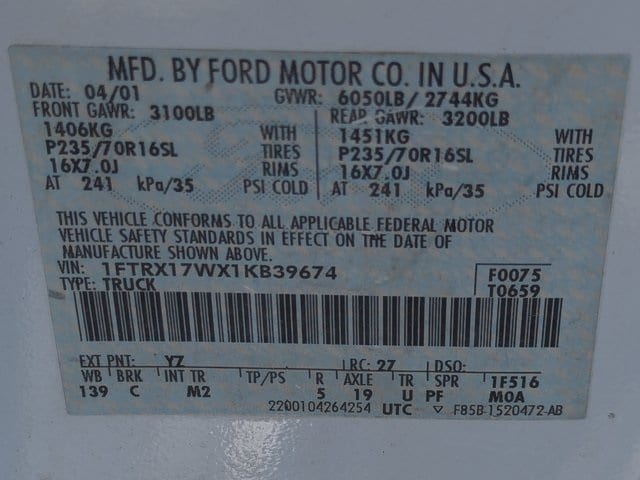 MFD. BY FORD MOTOR CO. IN U.S.A.
DATE: 04/01 GVWR: 6050LB/ 2744KG
FRONT GAWR: 3100LB REAR GAWR: 3200LB
1406KG WITH 1451KG WITH
P235/70R16SL TIRES P235/70R16SL TIRES
16X7.0J RIMS 16X7.0J RIMS
AT 241 kPa/35 PSI COLD AT 241 kPa/35 PSI COLD
THIS VEHICLE CONFORMS TO ALL APPLICABLE FEDERAL MOTOR
VEHICLE SAFETY STANDARDS IN EFFECT ON THE DATE OF
MANUFACTURE SHOWN ABOVE.
VIN: 1FTRX17WX1KB39674 F0075
TYPE: TRUCK T0659
EXT PNT: YZ RC: 27 DSO:
WB BRK INT TR TP/PS R AXLE TR SPR 1F516
139 C M2 5 19 U PF M0A
2200104264254 UTC ▽ F85B-1520472-AB